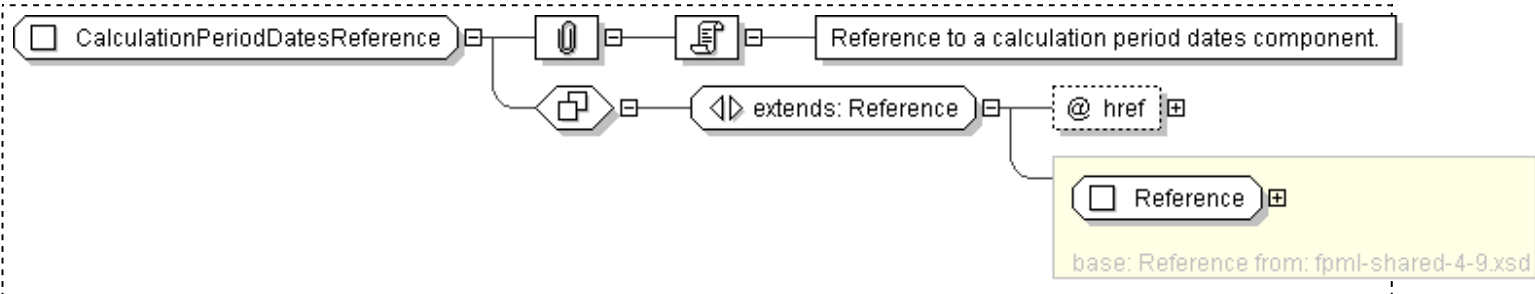 CalculationPeriodDatesReference
Reference to a calculation period dates component.
extends: Reference
@ href
Reference
base: Reference from: fpml-shared-4-9.xsd